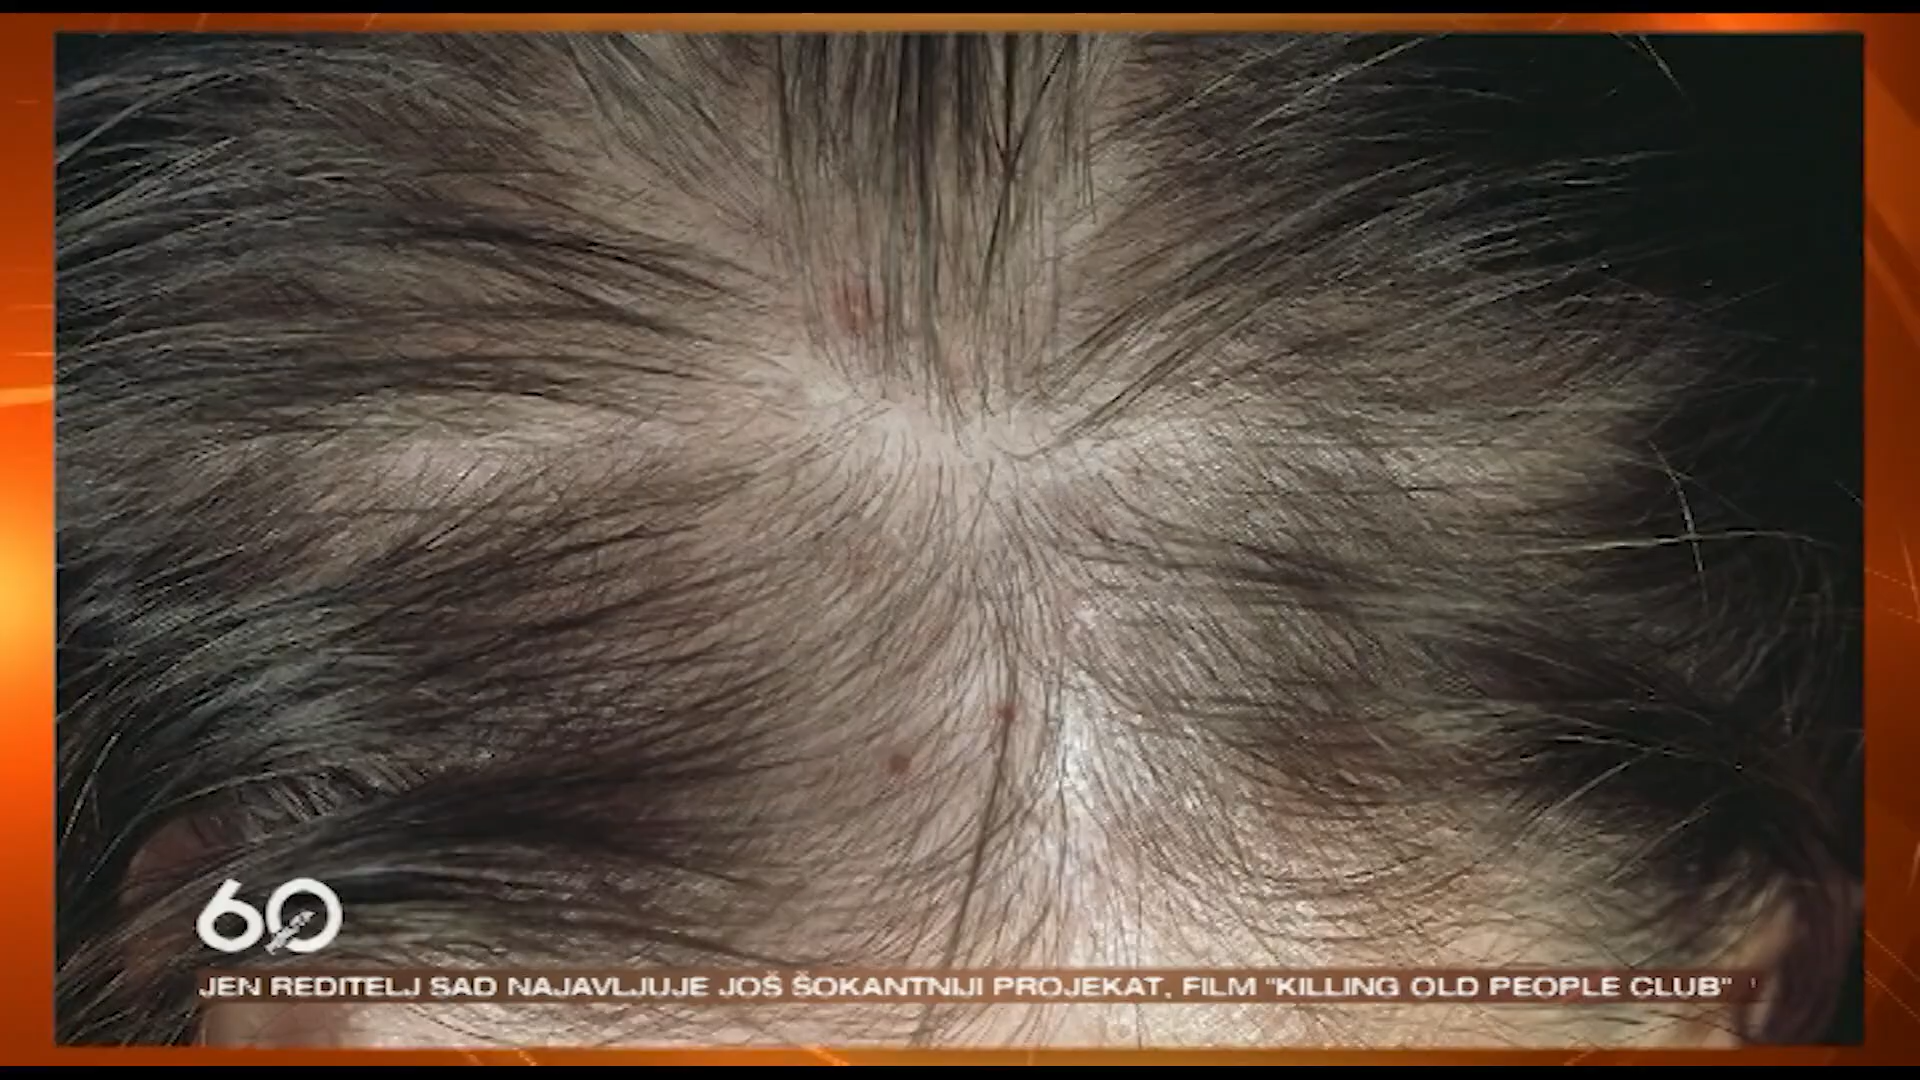 60
JEN REDITELJ SAD NAJAVLJUJE JOŠ ŠOKANTNIJI PROJEKAT, FILM "KILLING OLD PEOPLE CLUB"